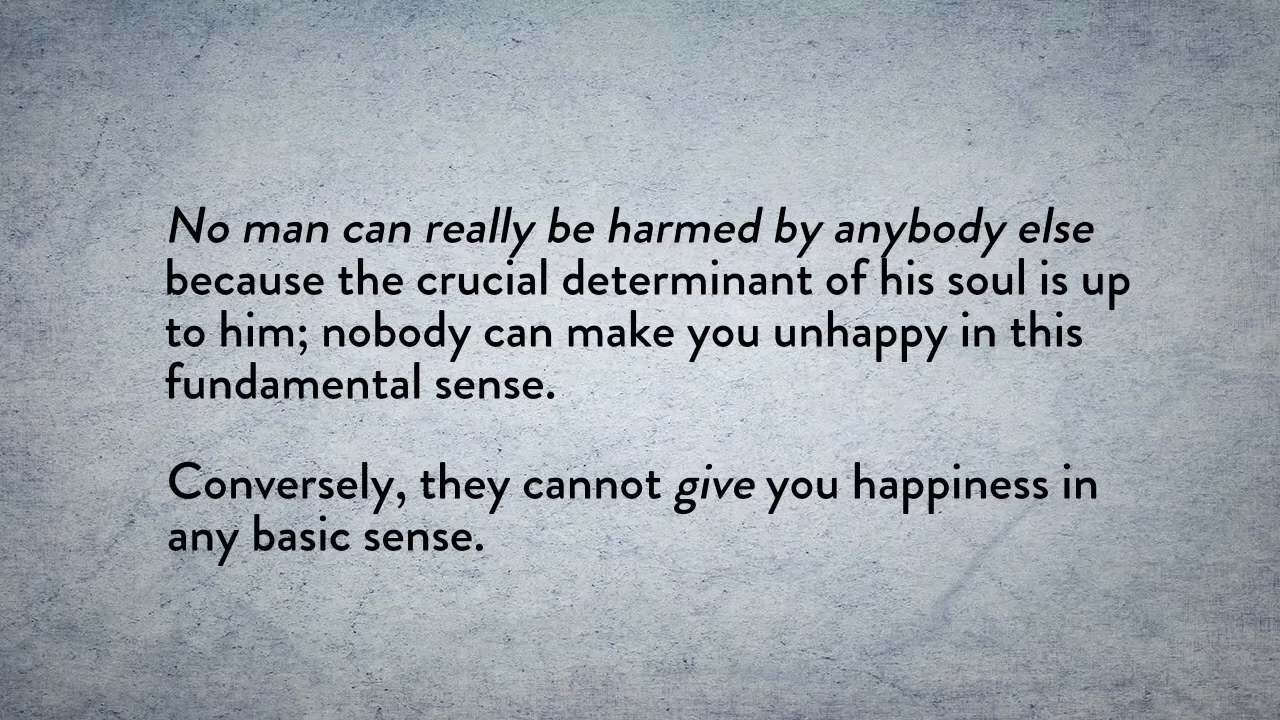 No man can really be harmed by anybody else
because the crucial determinant of his soul is up
to him; nobody can make you unhappy in this
fundamental sense.
Conversely, they cannot give you happiness in
any basic sense.